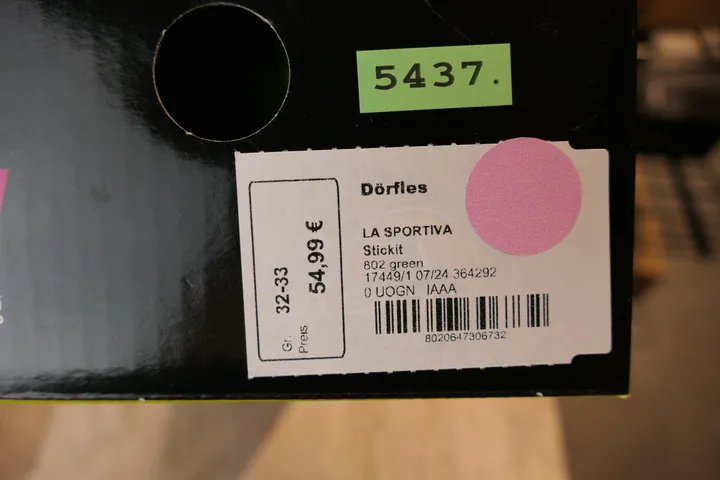 5437.
Dörfles
LA SPORTIVA
Stickit
802 green
17449/1 07/24 364292
0 UOGN IAAA
8020647306732
Gr. 32-33
Preis 54,99 €